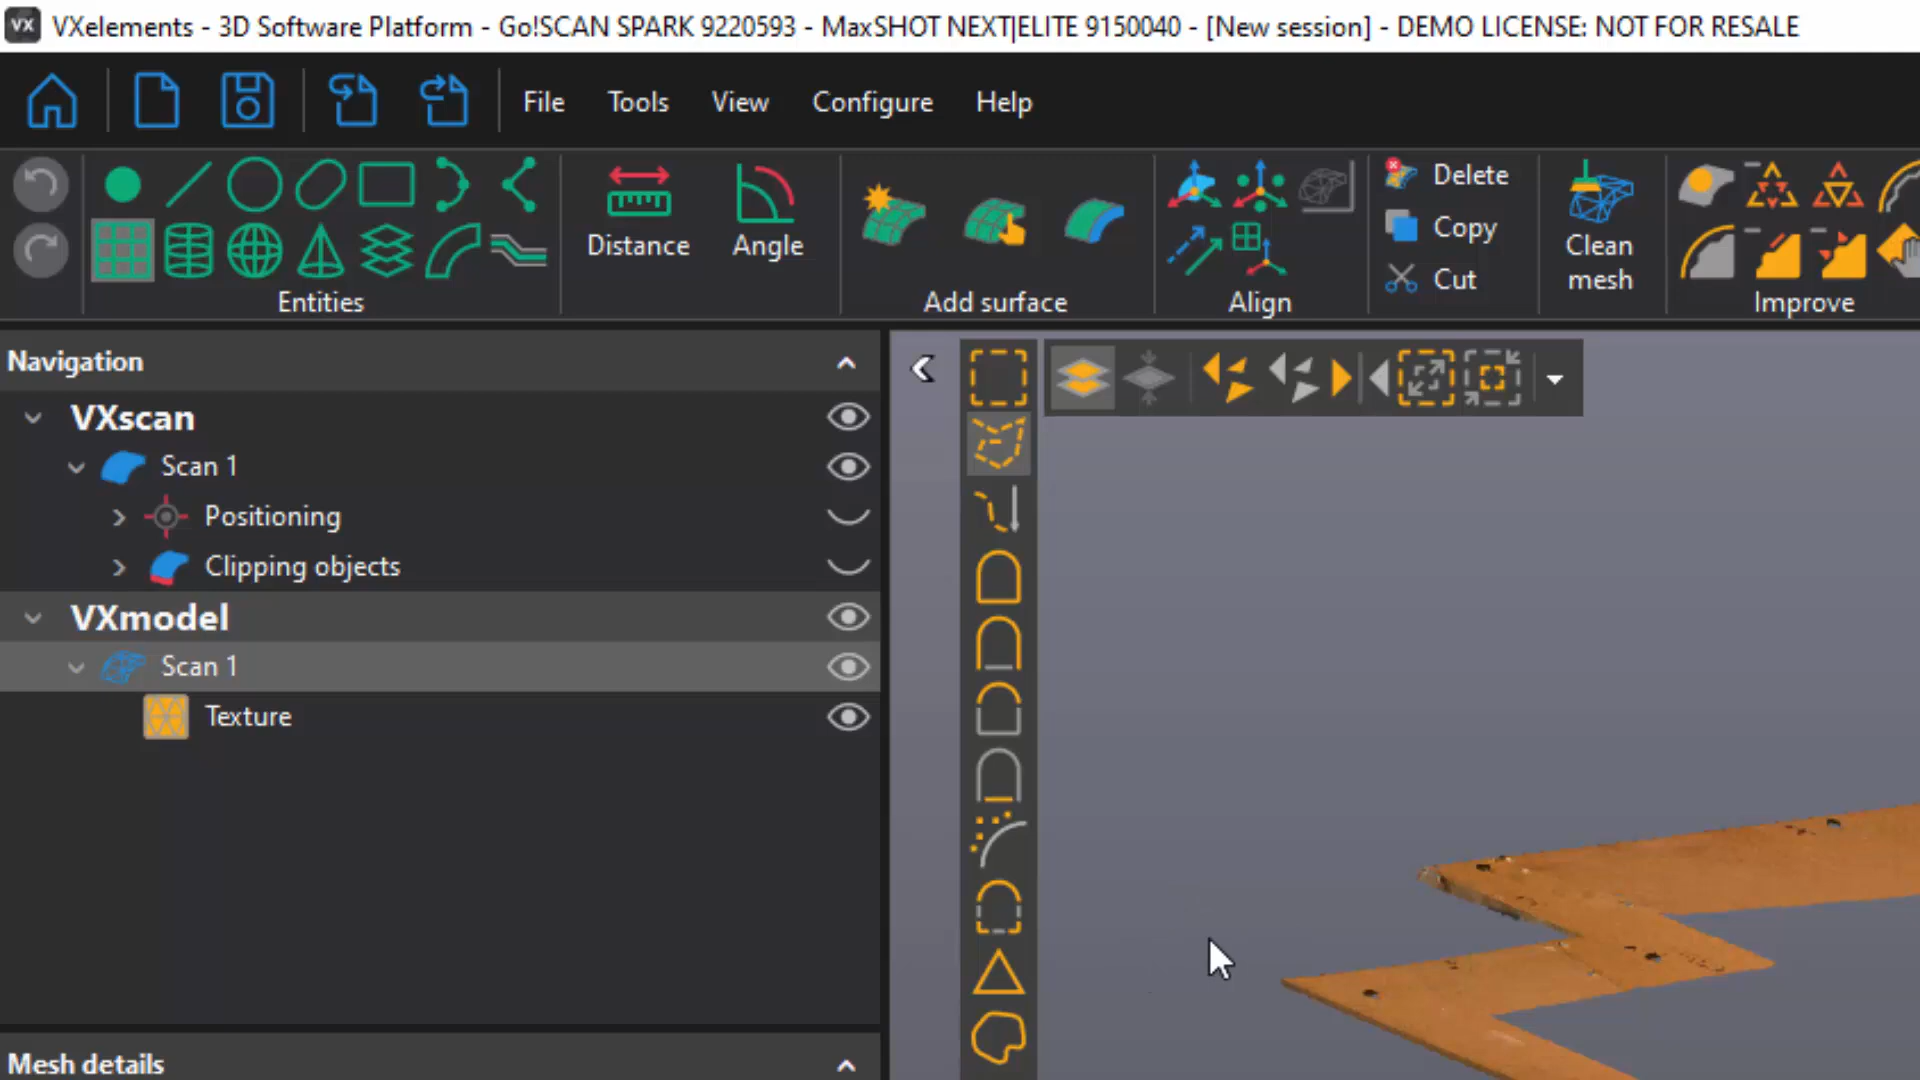 VX VXelements - 3D Software Platform - Go!SCAN SPARK 9220593 - MaxSHOT NEXT|ELITE 9150040 - [New session] - DEMO LICENSE: NOT FOR RESALE
File Tools View Configure Help
Distance Angle Delete
Copy
Clean mesh Cut
Entities Add surface Align Improve
Navigation
VXscan
Scan 1
Positioning
Clipping objects
VXmodel
Scan 1
Texture
Mesh details